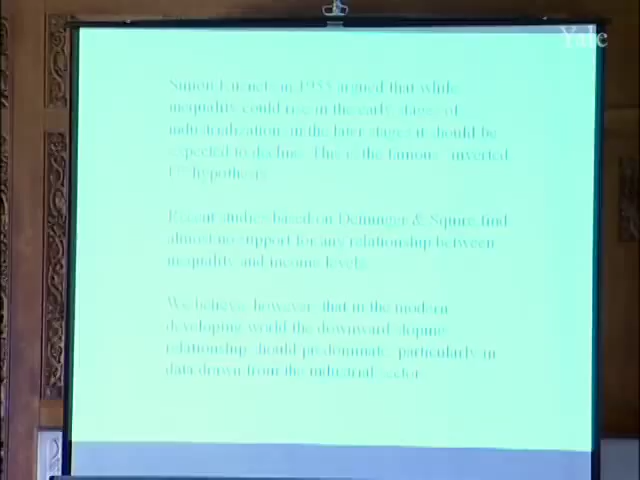 Yale
Simon Kuznets in 1955 argued that while
inequality could rise in the early stages of
industrialization, in the later stages it should be
expected to decline. This is the famous "inverted
U" hypothesis.
Recent studies based on Deininger & Squire find
almost no support for any relationship between
inequality and income levels.
We believe, however, that in the modern
developing world the downward-sloping
relationship should predominate, particularly in
data drawn from the industrial sector.